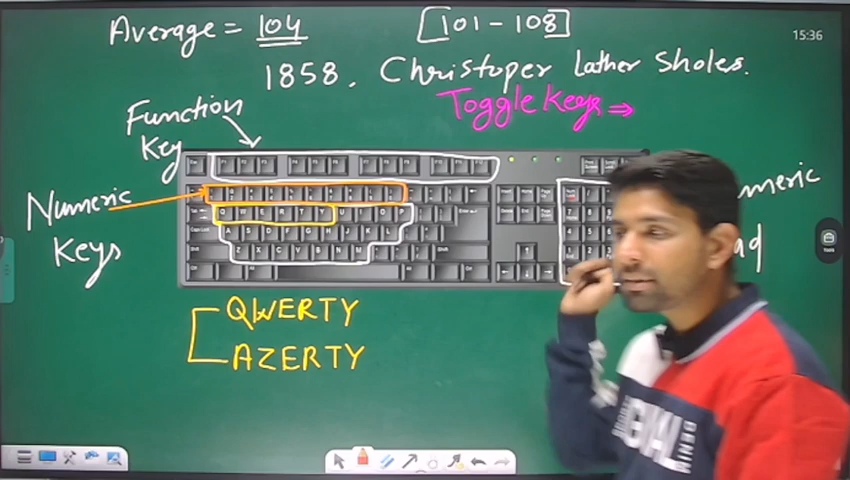 Average = 104 [101-108]
15:36
1858. Christoper lather Sholes.
Toggle Keys ⇒
Function
Key
Numeric
Keys
meric
ad
Q W E R T Y U I O P
A S D F G H J K L
Z X C V B N M
QWERTY
AZERTY